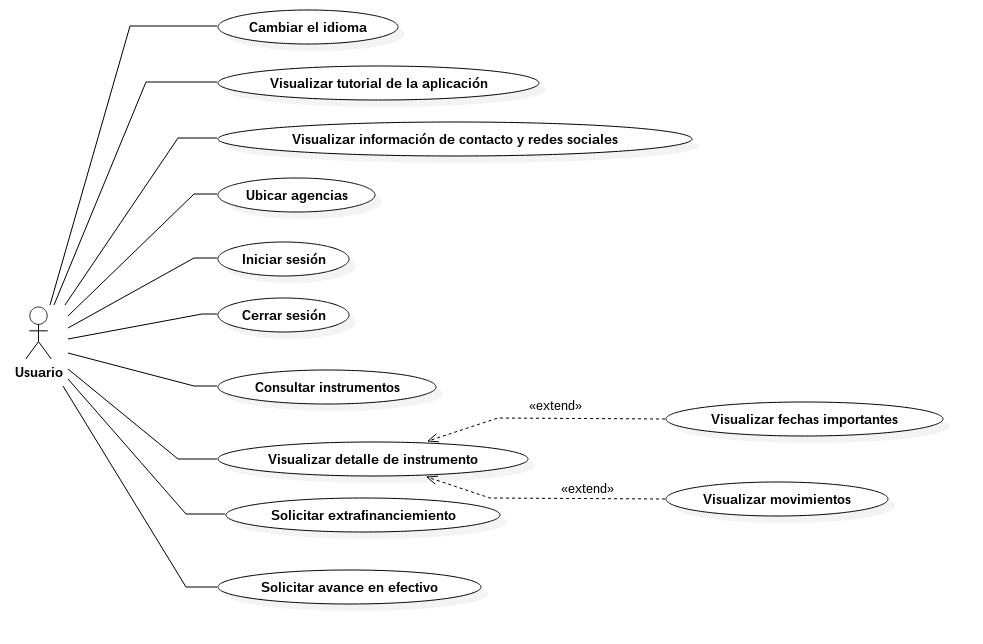 Cambiar el idioma
Visualizar tutorial de la aplicación
Visualizar información de contacto y redes sociales
Ubicar agencias
Iniciar sesión
Cerrar sesión
Usuario
Consultar instrumentos
«extend»
Visualizar fechas importantes
Visualizar detalle de instrumento
«extend»
Visualizar movimientos
Solicitar extrafinanciemiento
Solicitar avance en efectivo